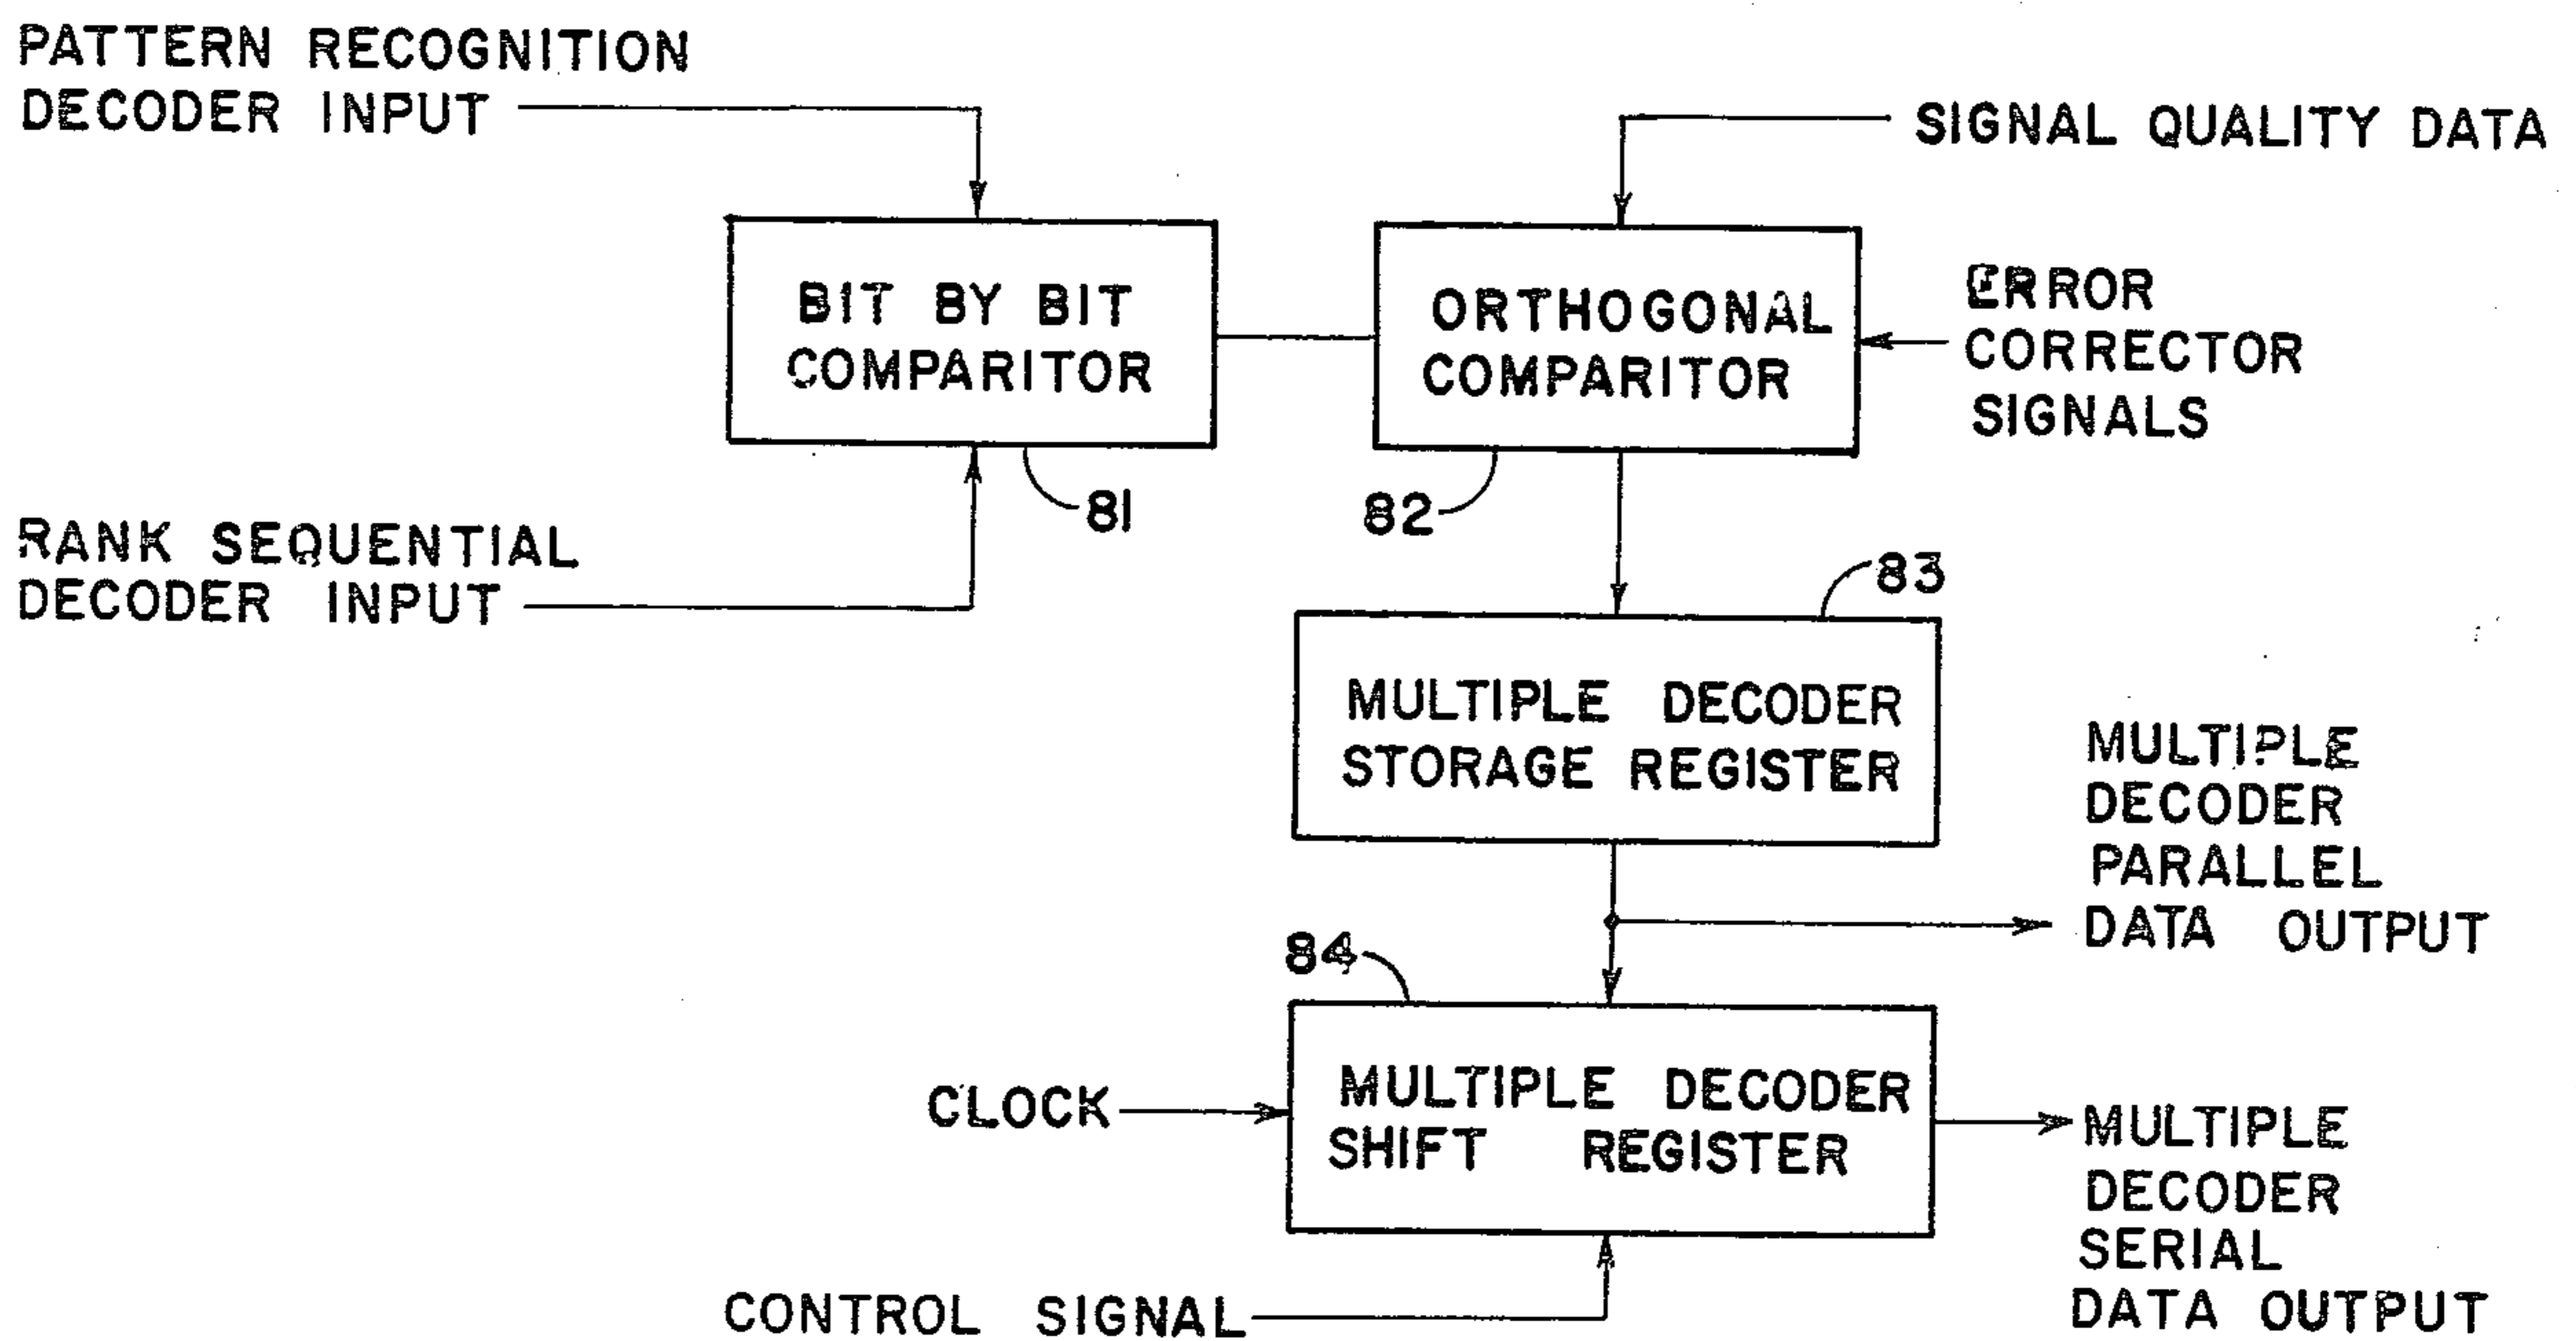 PATTERN RECOGNITION
DECODER INPUT
SIGNAL QUALITY DATA
BIT BY BIT
COMPARITOR
ORTHOGONAL
COMPARITOR
ERROR
CORRECTOR
SIGNALS
81
82
RANK SEQUENTIAL
DECODER INPUT
83
MULTIPLE DECODER
STORAGE REGISTER
MULTIPLE
DECODER
PARALLEL
DATA OUTPUT
84
CLOCK
MULTIPLE DECODER
SHIFT REGISTER
MULTIPLE
DECODER
SERIAL
DATA OUTPUT
CONTROL SIGNAL